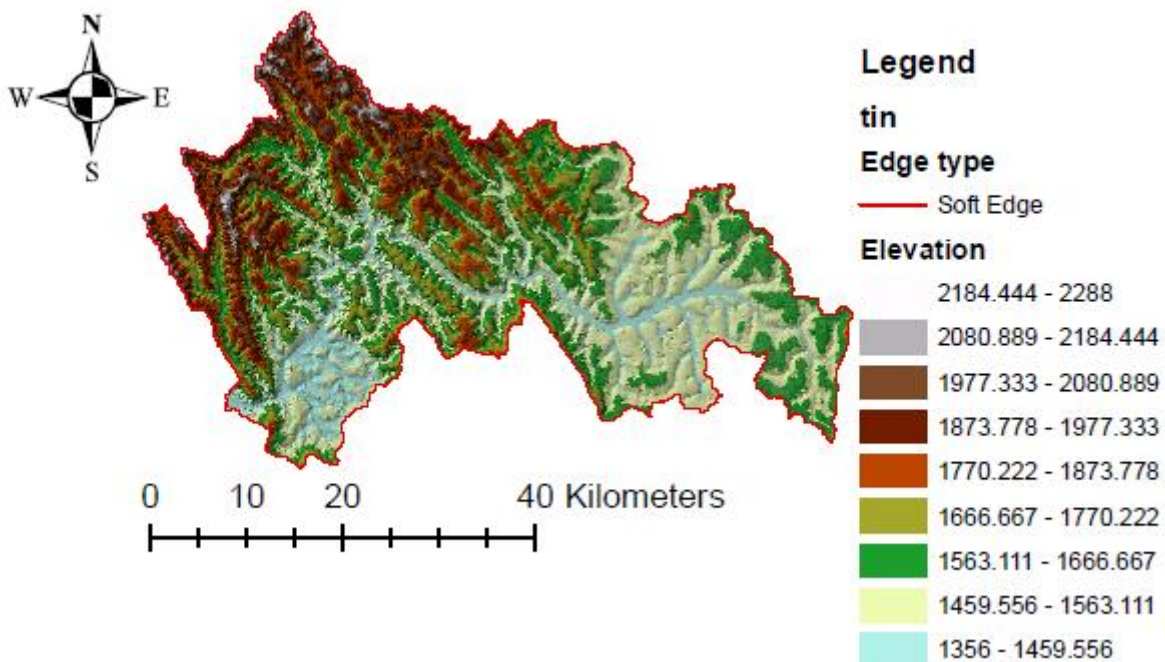 N
W E
S
Legend
tin
Edge type
Soft Edge
Elevation
2184.444 - 2288
2080.889 - 2184.444
1977.333 - 2080.889
1873.778 - 1977.333
1770.222 - 1873.778
1666.667 - 1770.222
1563.111 - 1666.667
1459.556 - 1563.111
1356 - 1459.556
0 10 20 40 Kilometers